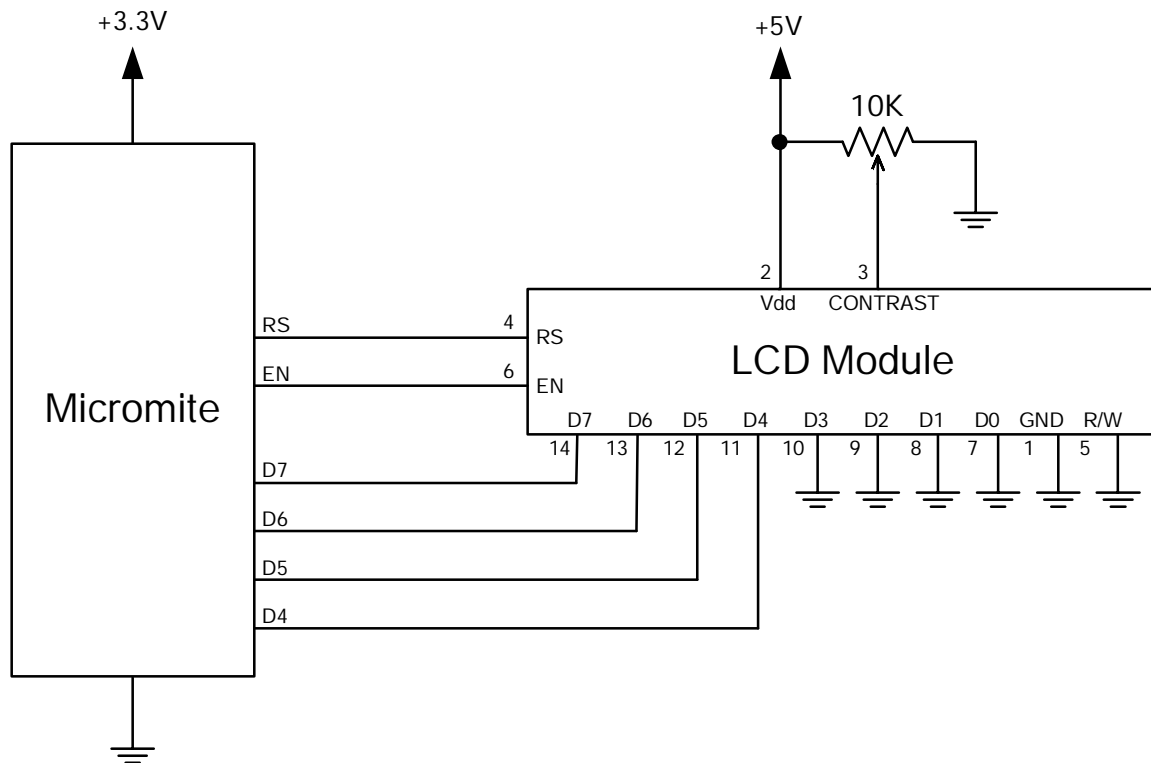 +3.3V
+5V
10K
2 3
Vdd CONTRAST
RS 4 RS
LCD Module
EN 6 EN
Micromite
D7 D6 D5 D4 D3 D2 D1 D0 GND R/W
14 13 12 11 10 9 8 7 1 5
D7
D6
D5
D4